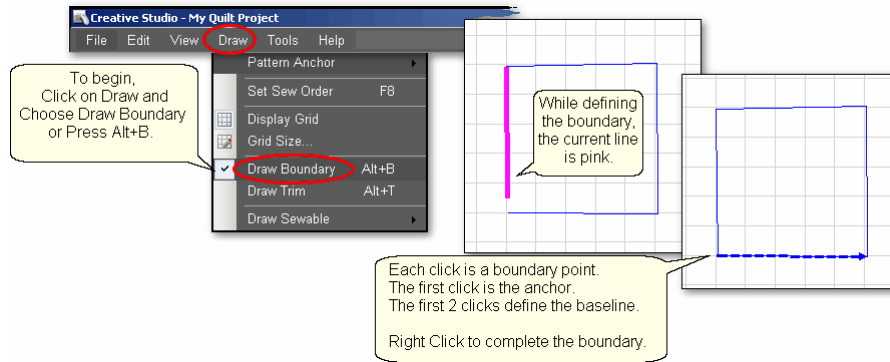 Creative Studio - My Quilt Project
File Edit View Draw Tools Help
Pattern Anchor
Set Sew Order F8
Display Grid
Grid Size...
Draw Boundary Alt+B
Draw Trim Alt+T
Draw Sewable
To begin,
Click on Draw and
Choose Draw Boundary
or Press Alt+B.
While defining
the boundary,
the current line
is pink.
Each click is a boundary point.
The first click is the anchor.
The first 2 clicks define the baseline.
Right Click to complete the boundary.